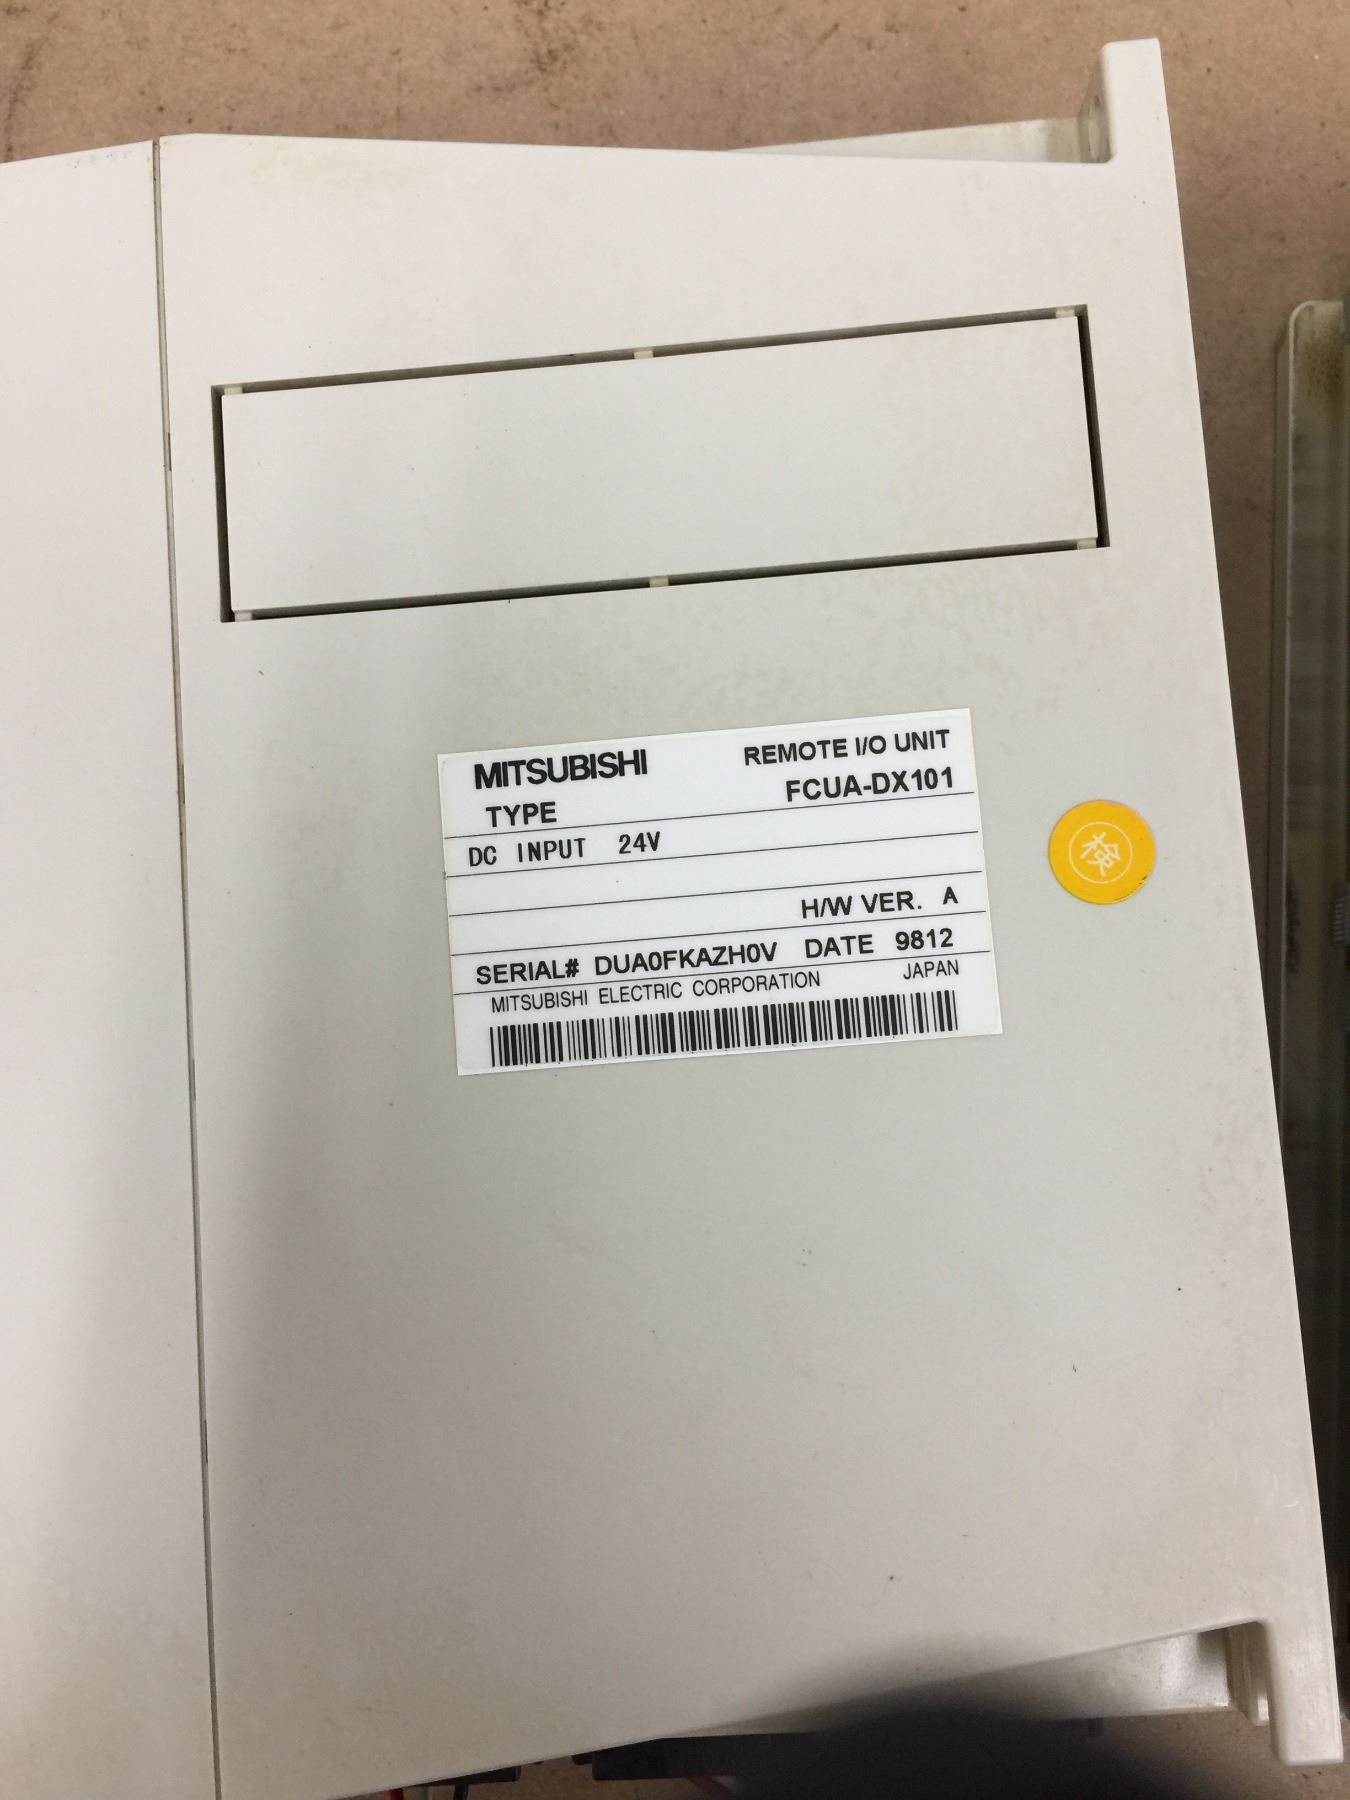 MITSUBISHI REMOTE I/O UNIT
TYPE FCUA-DX101
DC INPUT 24V
H/W VER. A
SERIAL# DUA0FKAZH0V DATE 9812
MITSUBISHI ELECTRIC CORPORATION JAPAN
検